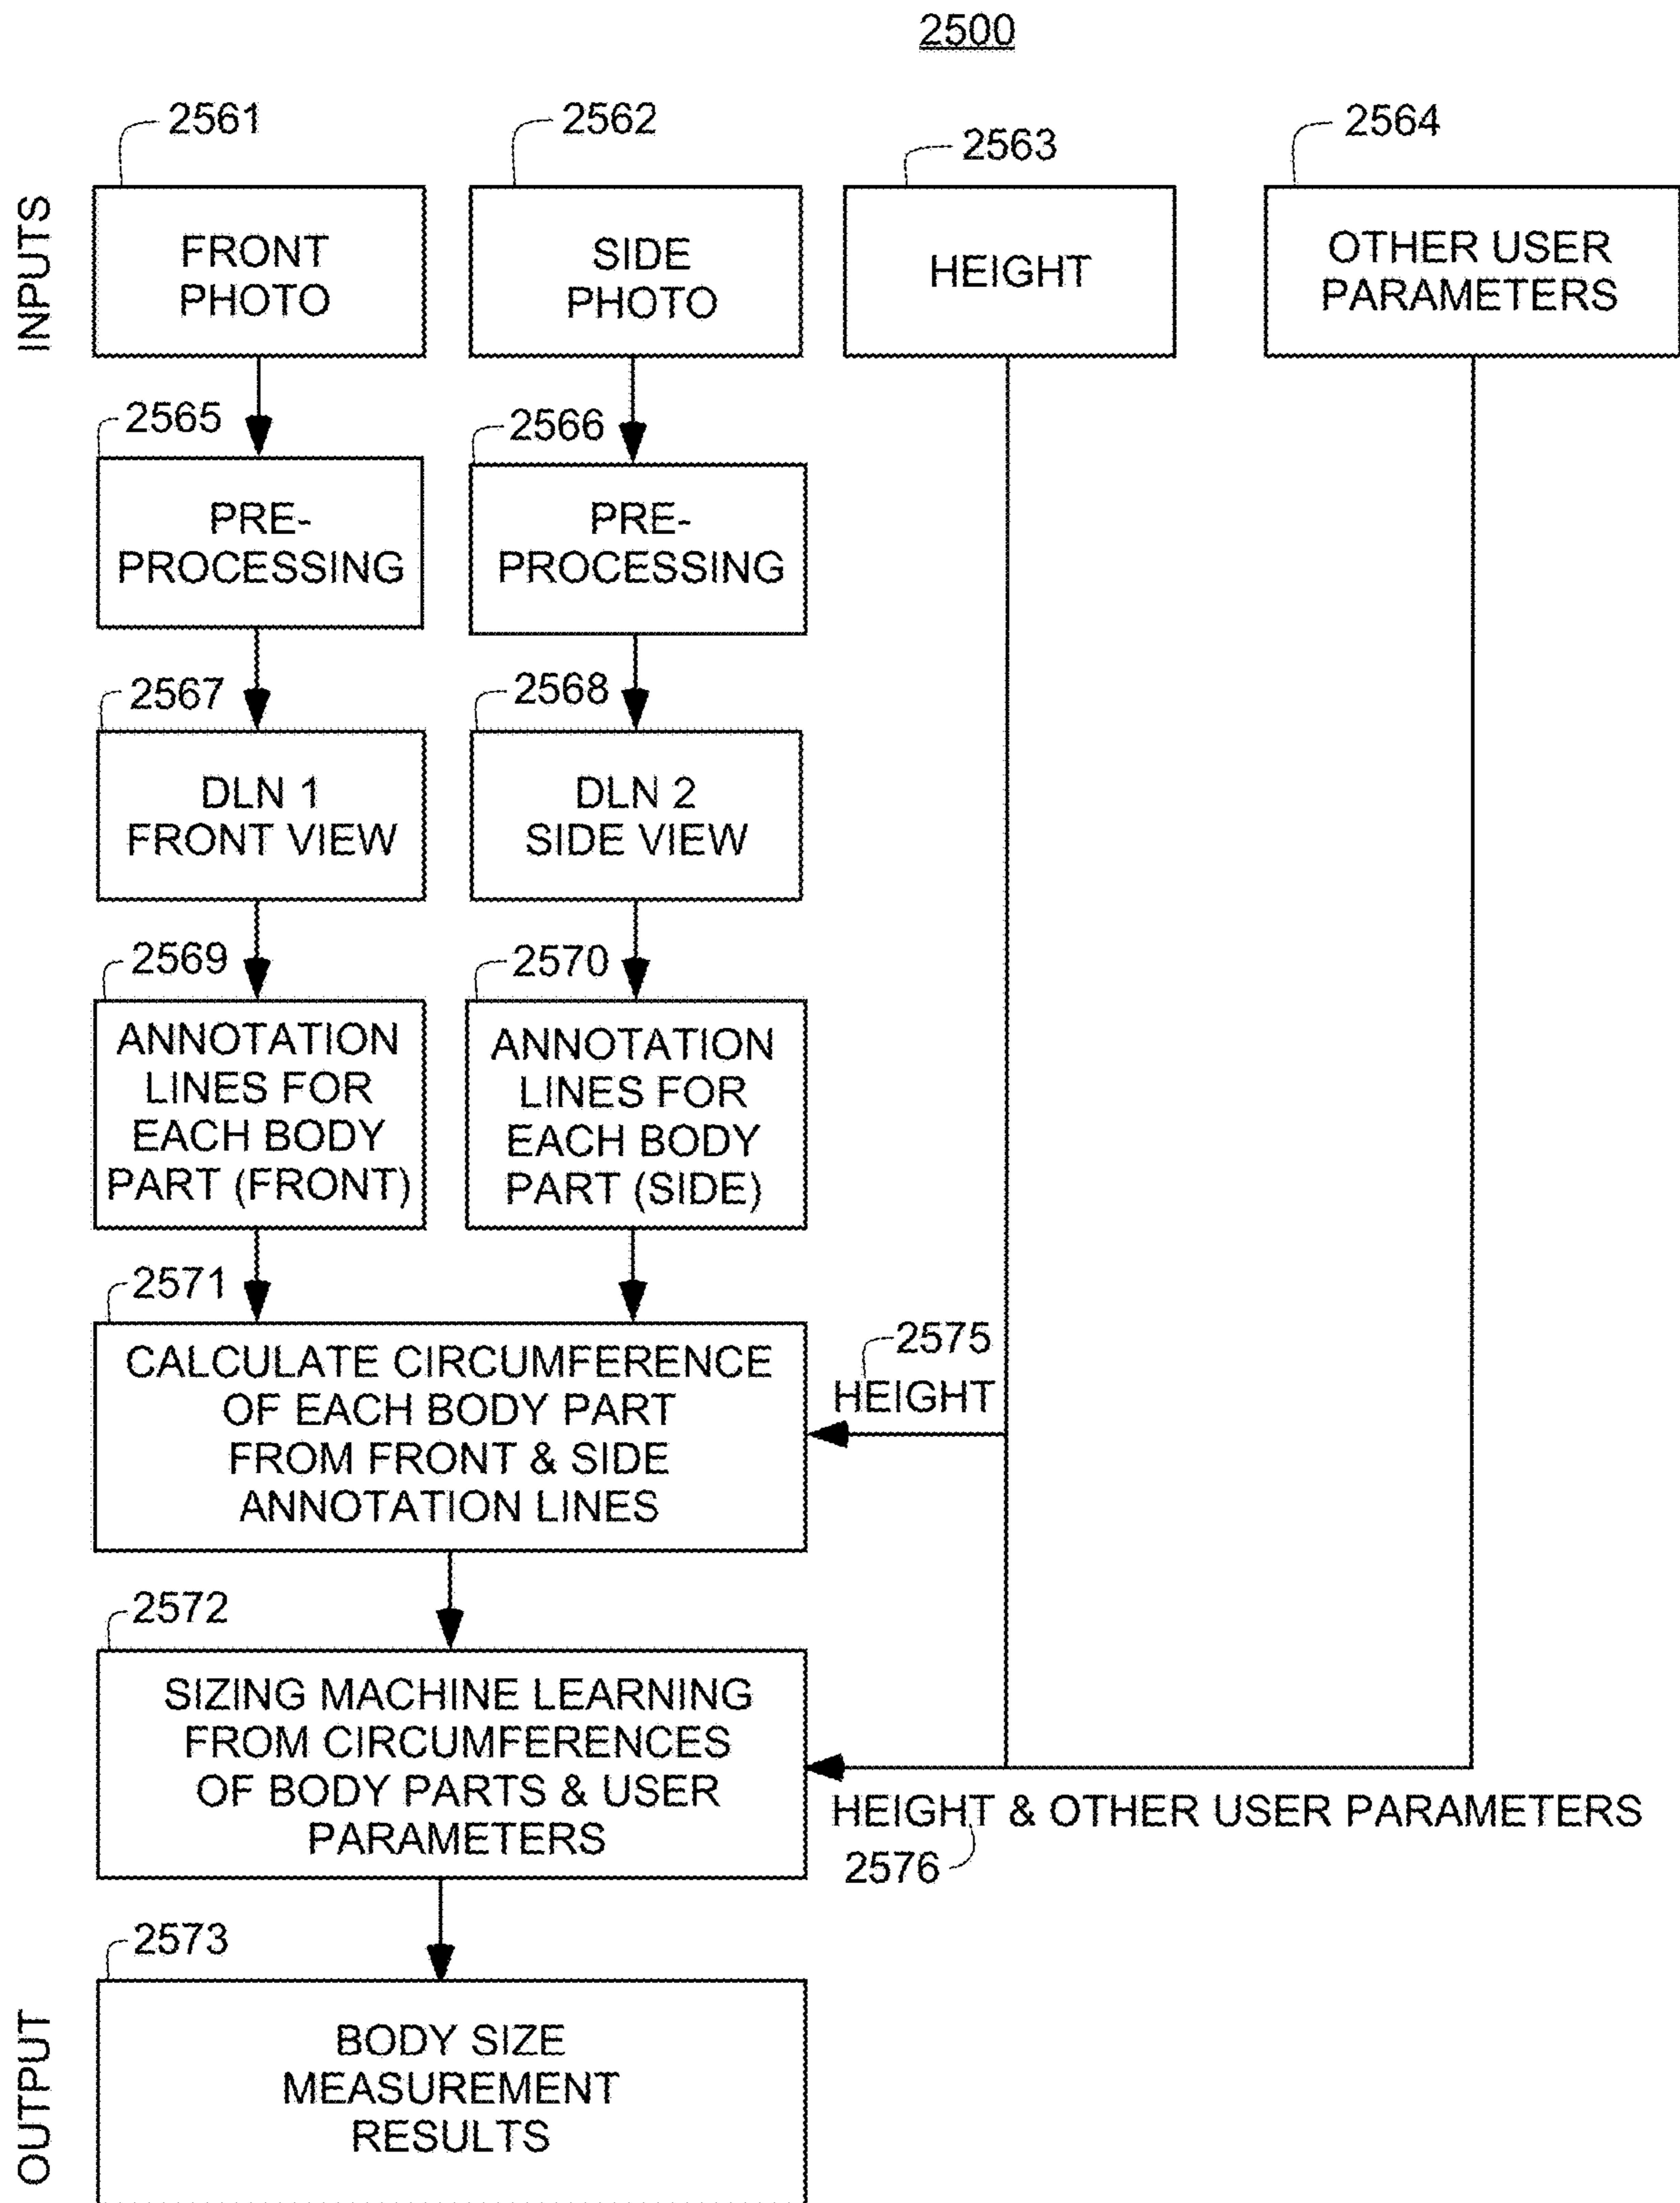 2500
2561
2562
2563
2564
INPUTS
FRONT
PHOTO
SIDE
PHOTO
HEIGHT
OTHER USER
PARAMETERS
2565
2566
PRE-
PROCESSING
PRE-
PROCESSING
2567
2568
DLN 1
FRONT VIEW
DLN 2
SIDE VIEW
2569
2570
ANNOTATION
LINES FOR
EACH BODY
PART (FRONT)
ANNOTATION
LINES FOR
EACH BODY
PART (SIDE)
2571
CALCULATE CIRCUMFERENCE
OF EACH BODY PART
FROM FRONT & SIDE
ANNOTATION LINES
2575
HEIGHT
2572
SIZING MACHINE LEARNING
FROM CIRCUMFERENCES
OF BODY PARTS & USER
PARAMETERS
HEIGHT & OTHER USER PARAMETERS
2576
2573
OUTPUT
BODY SIZE
MEASUREMENT
RESULTS